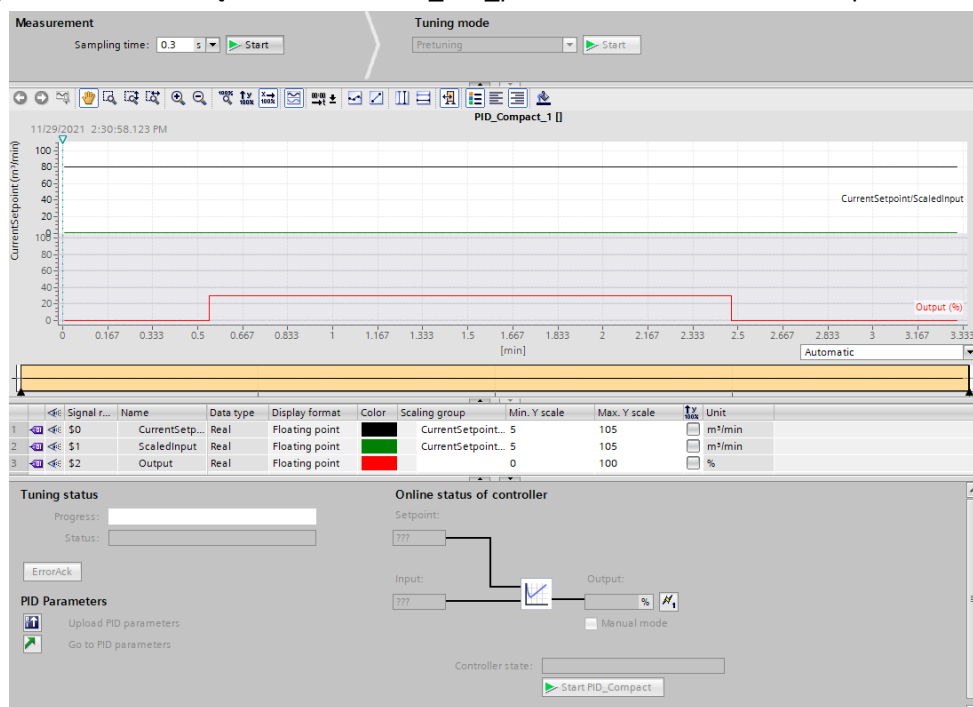 Measurement
Tuning mode
Sampling time: 0.3 s Start
Pretuning Start
PID_Compact_1 []
11/29/2021 2:30:58.123 PM
CurrentSetpoint (m³/min)
100
80
60
40
20
0
CurrentSetpoint/ScaledInput
100
80
60
40
20
0
Output (%)
0 0.167 0.333 0.5 0.667 0.833 1 1.167 1.333 1.5 1.667 1.833 2 2.167 2.333 2.5 2.667 2.833 3 3.167 3.333
[min]
Automatic
Signal r... Name Data type Display format Color Scaling group Min. Y scale Max. Y scale Unit
1 $0 CurrentSetp... Real Floating point CurrentSetpoint... 5 105 m³/min
2 $1 ScaledInput Real Floating point CurrentSetpoint... 5 105 m³/min
3 $2 Output Real Floating point 0 100 %
Tuning status
Online status of controller
Progress:
Setpoint:
Status:
???
ErrorAck
Input:
Output:
PID Parameters
???
%
Upload PID parameters
Manual mode
Go to PID parameters
Controller state:
Start PID_Compact